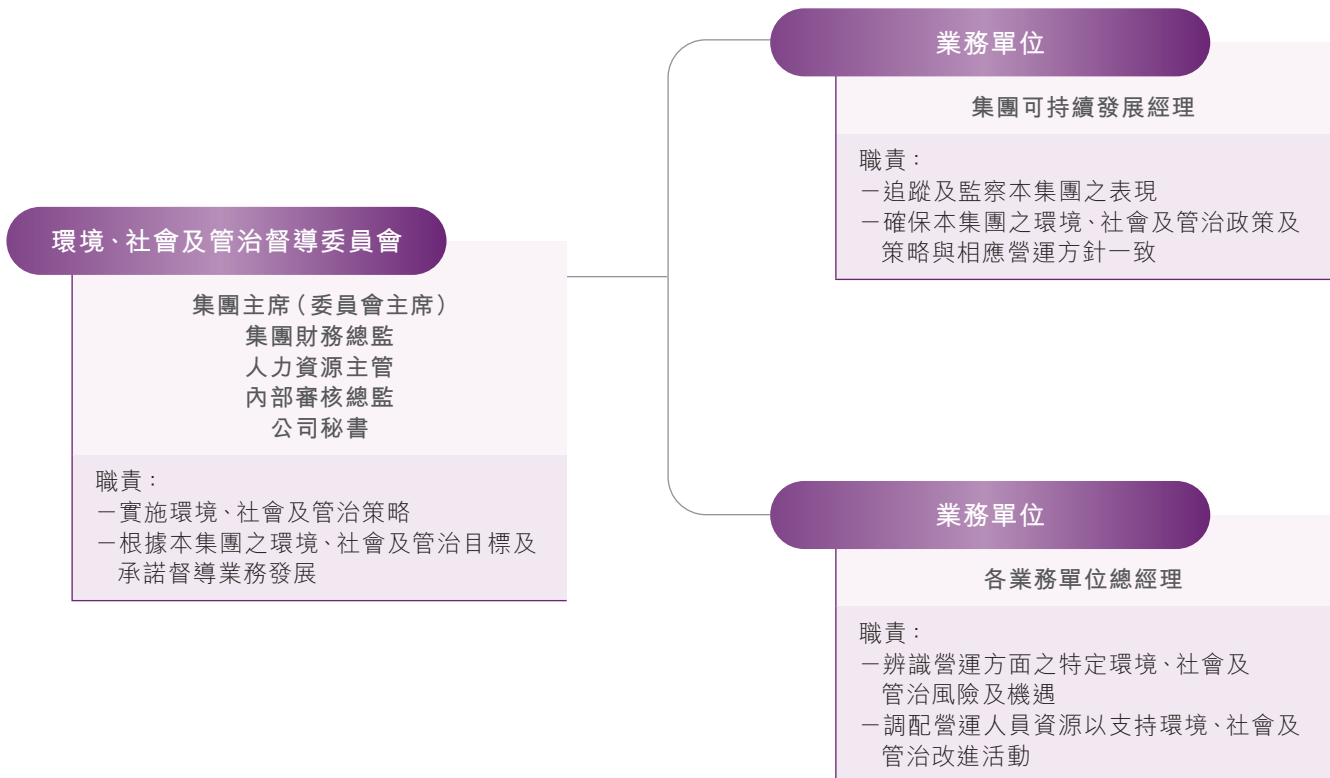 環境、社會及管治督導委員會
集團主席（委員會主席）
集團財務總監
人力資源主管
內部審核總監
公司秘書
職責：
－實施環境、社會及管治策略
－根據本集團之環境、社會及管治目標及
承諾督導業務發展
業務單位
集團可持續發展經理
職責：
－追蹤及監察本集團之表現
－確保本集團之環境、社會及管治政策及
策略與相應營運方針一致
業務單位
各業務單位總經理
職責：
－辨識營運方面之特定環境、社會及
管治風險及機遇
－調配營運人員資源以支持環境、社會及
管治改進活動